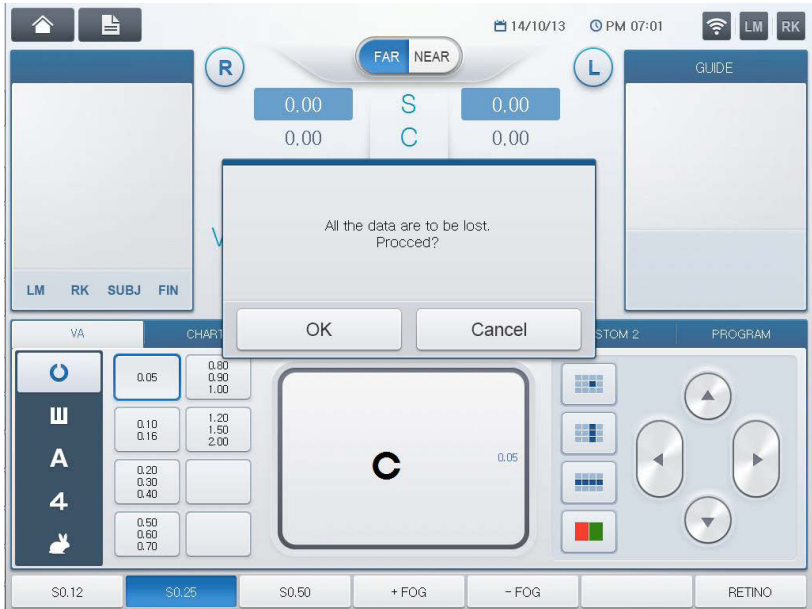 14/10/13 PM 07:01 LM RK
R FAR NEAR L GUIDE
0.00 S 0.00
0.00 C 0.00
All the data are to be lost.
Procced?
OK Cancel
LM RK SUBJ FIN
VA CHART STOM 2 PROGRAM
0.05
0.80
0.90
1.00
Ш
0.10
0.16
1.20
1.50
2.00
A
0.20
0.30
0.40
4
0.50
0.60
0.70
C 0.05
S0.12 S0.25 S0.50 + FOG - FOG RETINO